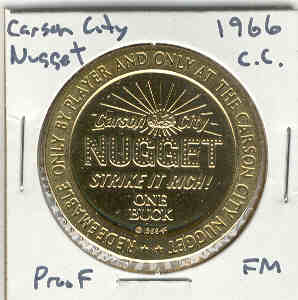 Carson City
Nugget
1966
C.C.
REDEEMABLE ONLY BY PLAYER AND ONLY AT THE CARSON CITY NUGGET
Carson City
NUGGET
STRIKE IT RICH!
ONE
BUCK
Proof
FM